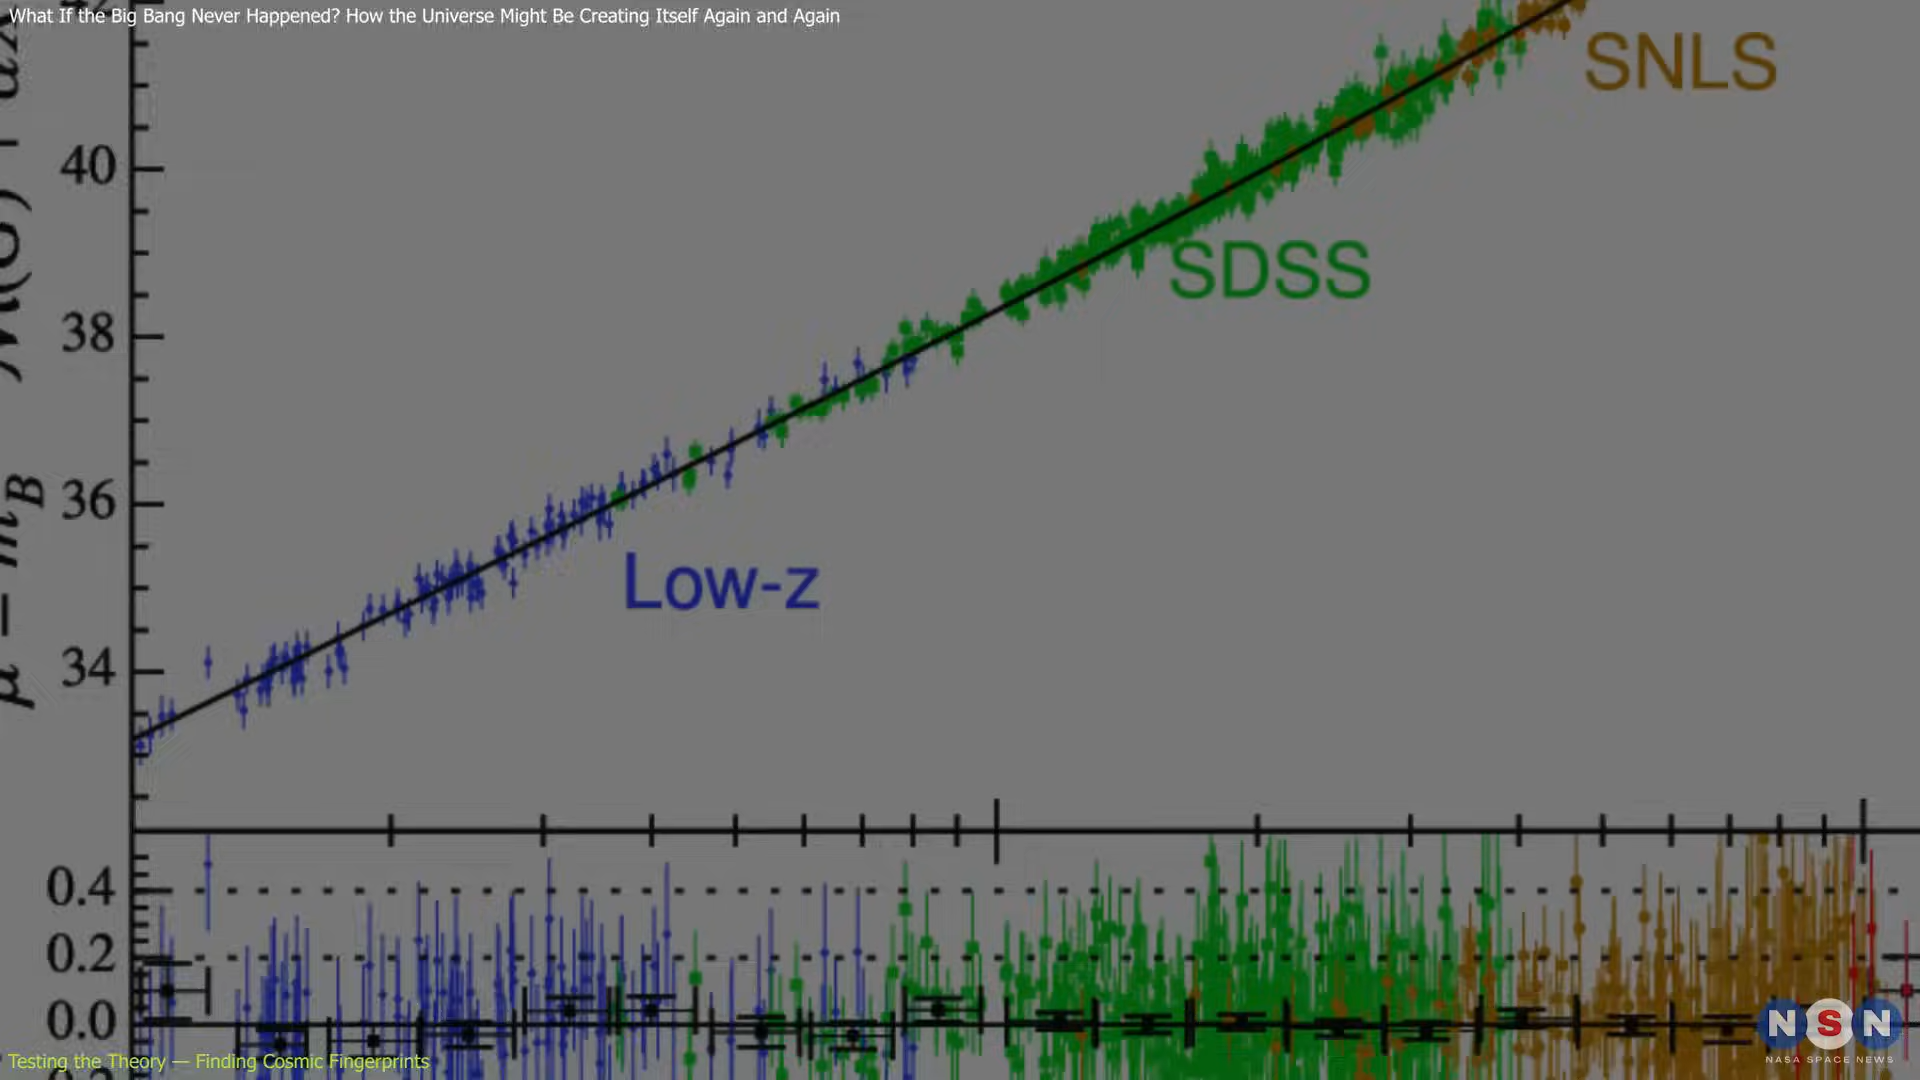 What If the Big Bang Never Happened? How the Universe Might Be Creating Itself Again and Again
SNLS
40
SDSS
38
36
Low-z
34
μ − m_B
0.4
0.2
0.0
Testing the Theory — Finding Cosmic Fingerprints
NSN
NASA SPACE NEWS